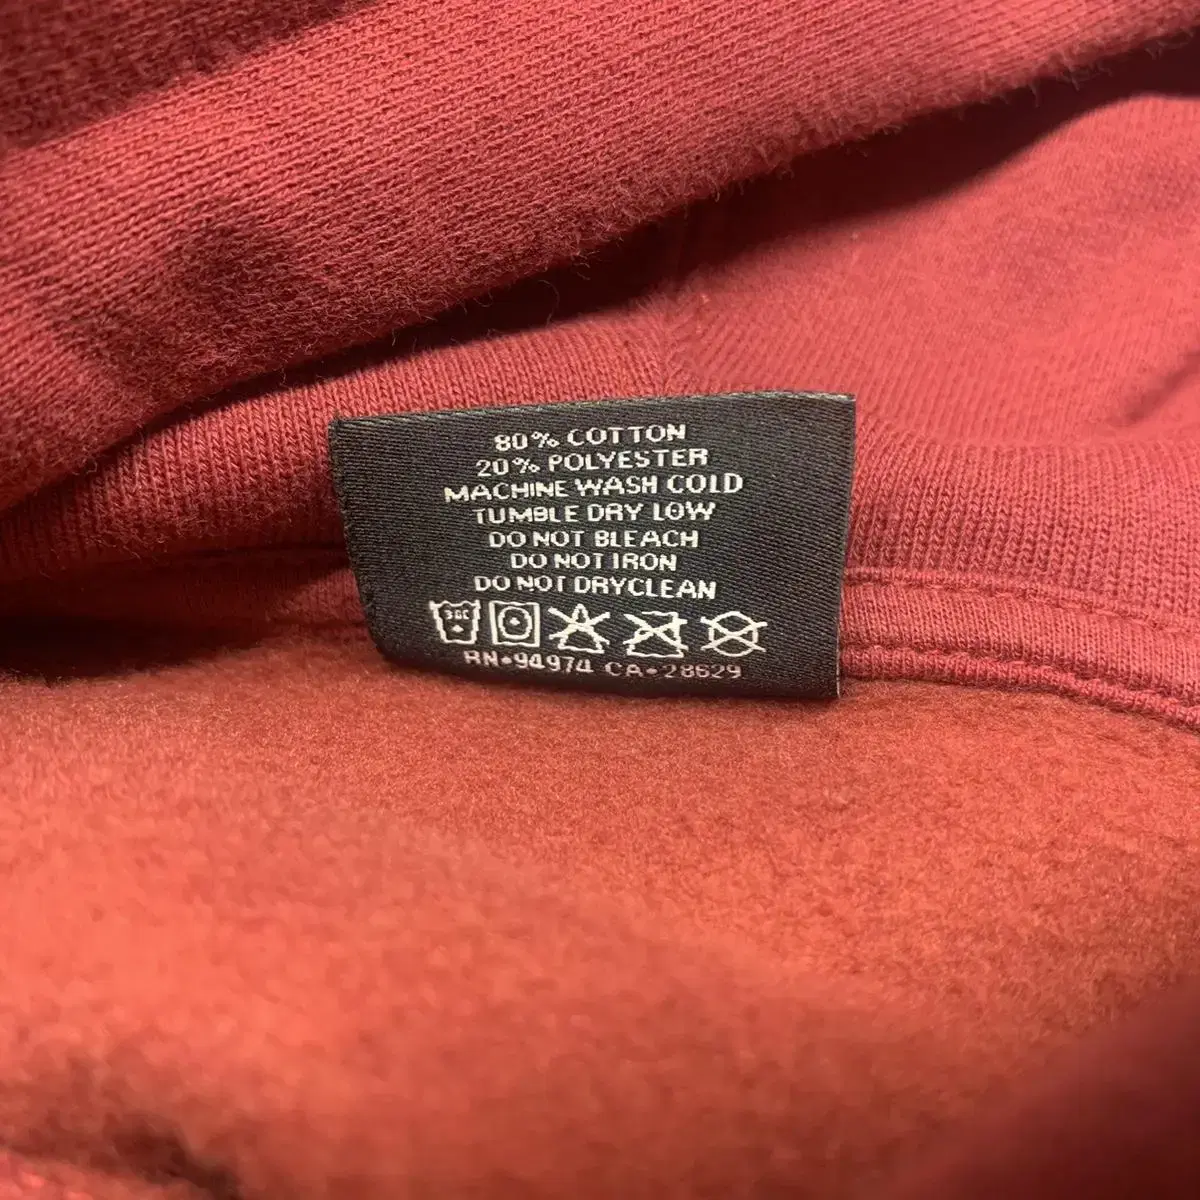 80% COTTON
20% POLYESTER
MACHINE WASH COLD
TUMBLE DRY LOW
DO NOT BLEACH
DO NOT IRON
DO NOT DRYCLEAN
30C
RN•94974 CA•28629